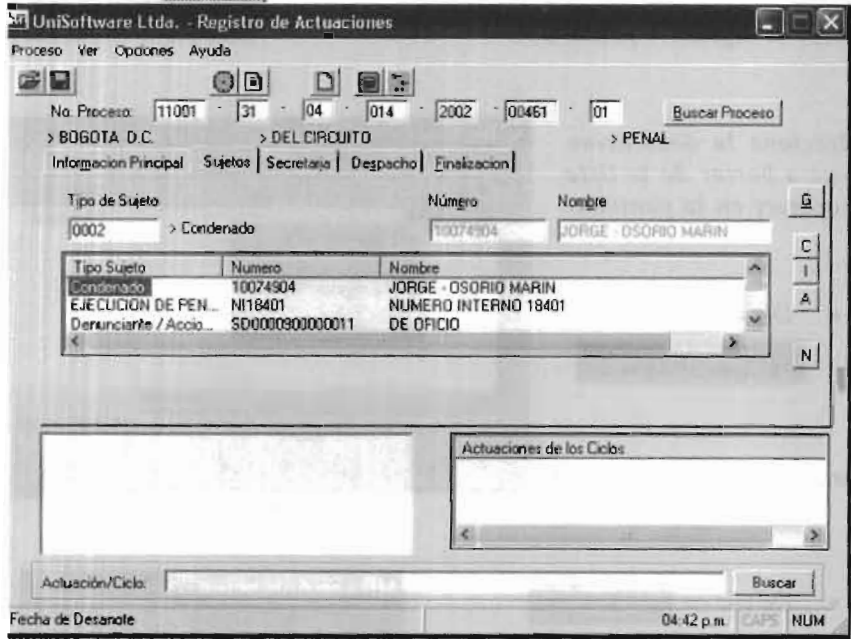 UniSoftware Ltda. - Registro de Actuaciones
Proceso Ver Opciones Ayuda
No. Proceso: 11001 - 31 - 04 - 014 - 2002 - 00461 - 01 Buscar Proceso
> BOGOTA D.C. > DEL CIRCUITO > PENAL
Informacion Principal Sujetos Secretaria Despacho Finalizacion
Tipo de Sujeto Número Nombre G
0002 > Condenado 10074904 JORGE - OSORIO MARIN
C
Tipo Sujeto Numero Nombre I
Condenado 10074904 JORGE - OSORIO MARIN
EJECUCION DE PEN... NI18401 NUMERO INTERNO 18401 A
Denunciante / Accio... SD0000900000011 DE OFICIO
N
Actuaciones de los Ciclos
Actuación/Ciclo: Buscar
Fecha de Desanote 04:42 p.m. CAPS NUM